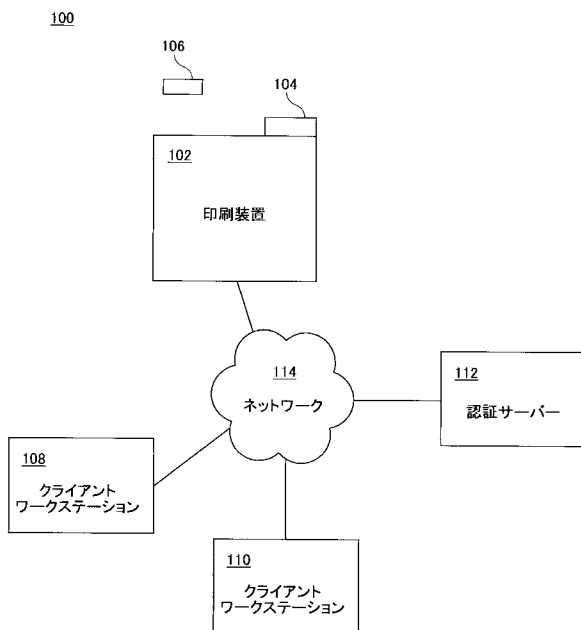 100
106
104
102
印刷装置
114
ネットワーク
112
認証サーバー
108
クライアント
ワークステーション
110
クライアント
ワークステーション